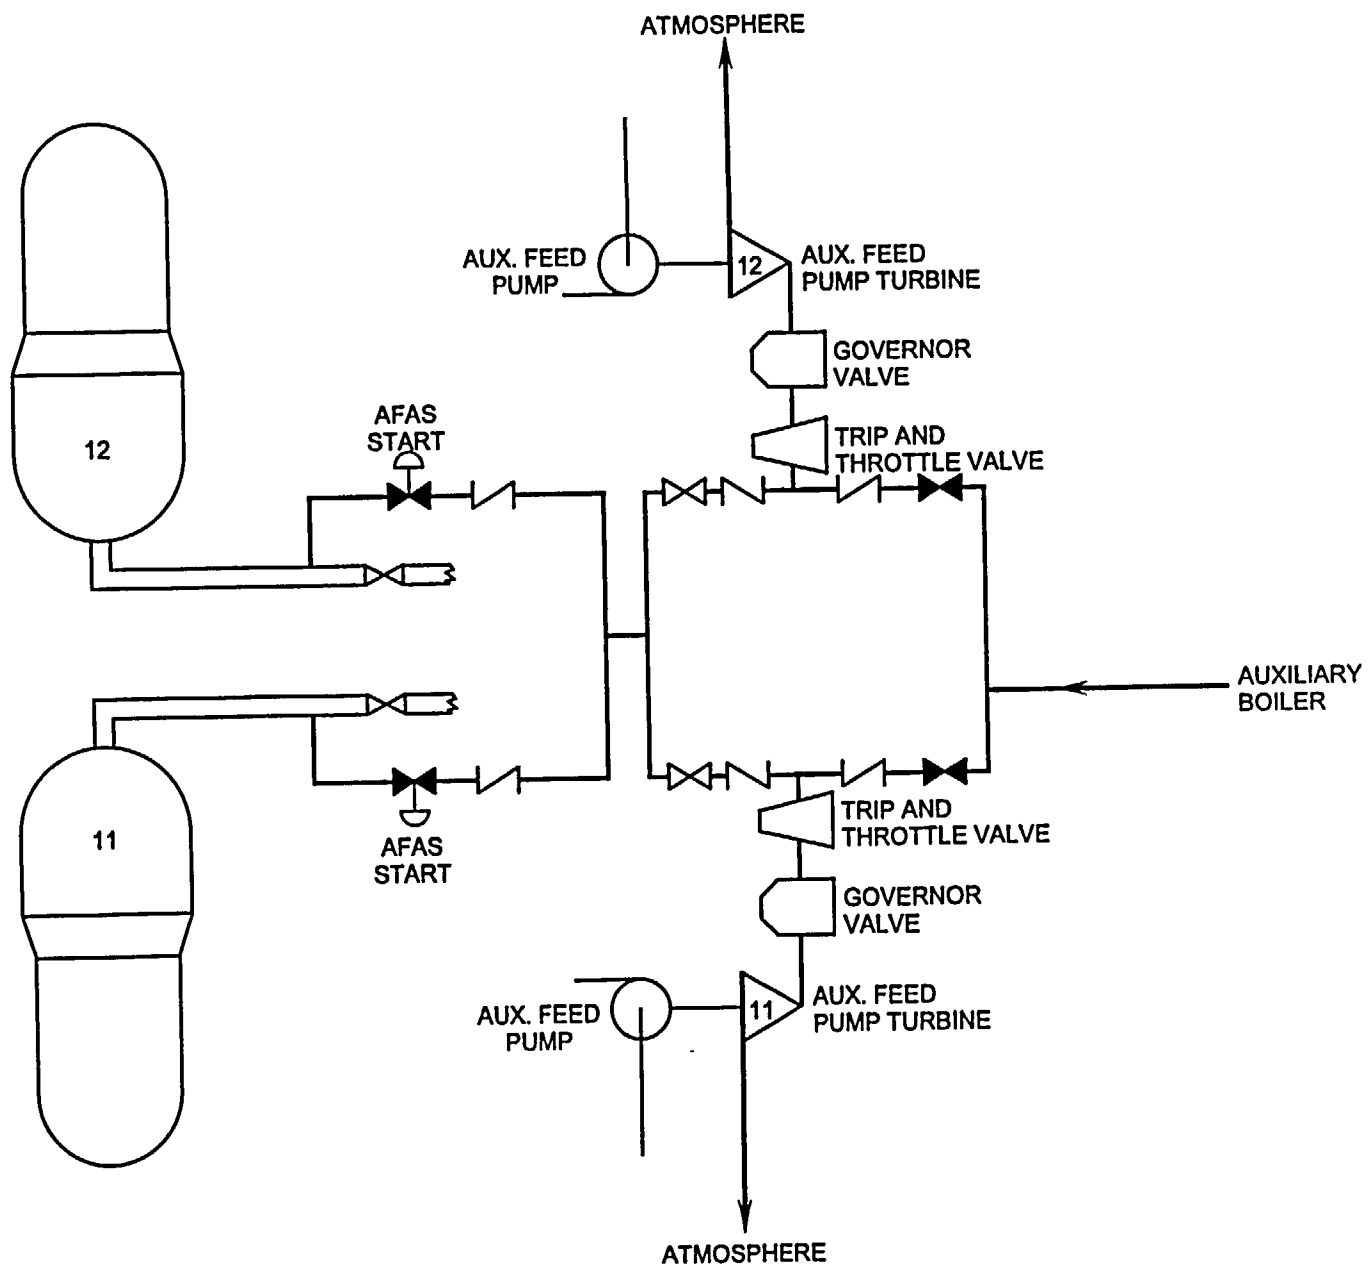 ATMOSPHERE
AUX. FEED
PUMP
12
AUX. FEED
PUMP TURBINE
GOVERNOR
VALVE
AFAS
START
TRIP AND
THROTTLE VALVE
12
AUXILIARY
BOILER
11
AFAS
START
TRIP AND
THROTTLE VALVE
GOVERNOR
VALVE
AUX. FEED
PUMP
11
AUX. FEED
PUMP TURBINE
ATMOSPHERE